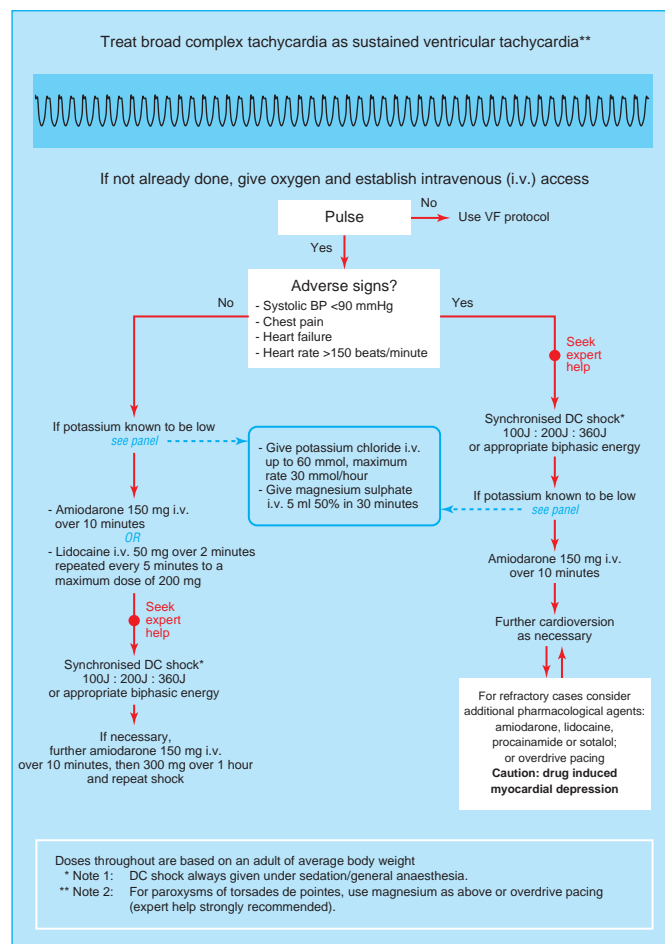 Treat broad complex tachycardia as sustained ventricular tachycardia**
If not already done, give oxygen and establish intravenous (i.v.) access
Pulse
No
Use VF protocol
Yes
Adverse signs?
- Systolic BP <90 mmHg
- Chest pain
- Heart failure
- Heart rate >150 beats/minute
No
Yes
Seek
expert
help
If potassium known to be low
see panel
- Give potassium chloride i.v.
up to 60 mmol, maximum
rate 30 mmol/hour
- Give magnesium sulphate
i.v. 5 ml 50% in 30 minutes
Synchronised DC shock*
100J : 200J : 360J
or appropriate biphasic energy
If potassium known to be low
see panel
- Amiodarone 150 mg i.v.
over 10 minutes
OR
- Lidocaine i.v. 50 mg over 2 minutes
repeated every 5 minutes to a
maximum dose of 200 mg
Amiodarone 150 mg i.v.
over 10 minutes
Seek
expert
help
Further cardioversion
as necessary
Synchronised DC shock*
100J : 200J : 360J
or appropriate biphasic energy
If necessary,
further amiodarone 150 mg i.v.
over 10 minutes, then 300 mg over 1 hour
and repeat shock
For refractory cases consider
additional pharmacological agents:
amiodarone, lidocaine,
procainamide or sotalol;
or overdrive pacing
Caution: drug induced
myocardial depression
Doses throughout are based on an adult of average body weight
* Note 1: DC shock always given under sedation/general anaesthesia.
** Note 2: For paroxysms of torsades de pointes, use magnesium as above or overdrive pacing
(expert help strongly recommended).